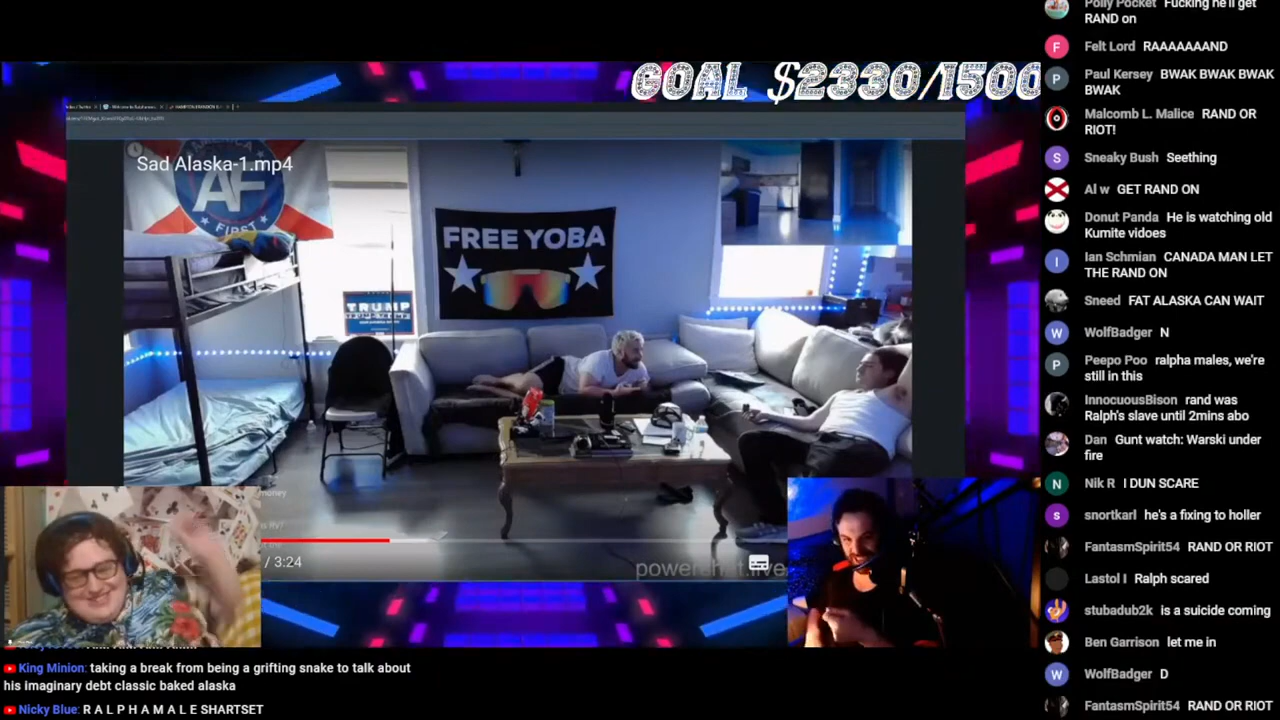 GOAL $2330/1500
Sad Alaska-1.mp4
AMERICA
AF
FIRST
FREE YOBA
TRUMP
money
/ 3:24
powerchat.live
King Minion: taking a break from being a grifting snake to talk about
his imaginary debt classic baked alaska
Nicky Blue: R A L P H A M A L E SHARTSET
Polly Pocket Fucking he'll get
RAND on
Felt Lord RAAAAAAAND
Paul Kersey BWAK BWAK BWAK
BWAK
Malcomb L. Malice RAND OR
RIOT!
Sneaky Bush Seething
Al w GET RAND ON
Donut Panda He is watching old
Kumite vidoes
Ian Schmian CANADA MAN LET
THE RAND ON
Sneed FAT ALASKA CAN WAIT
WolfBadger N
Peepo Poo ralpha males, we're
still in this
InnocuousBison rand was
Ralph's slave until 2mins abo
Dan Gunt watch: Warski under
fire
Nik R I DUN SCARE
snortkarl he's a fixing to holler
FantasmSpirit54 RAND OR RIOT
Lastol I Ralph scared
stubadub2k is a suicide coming
Ben Garrison let me in
WolfBadger D
FantasmSpirit54 RAND OR RIOT